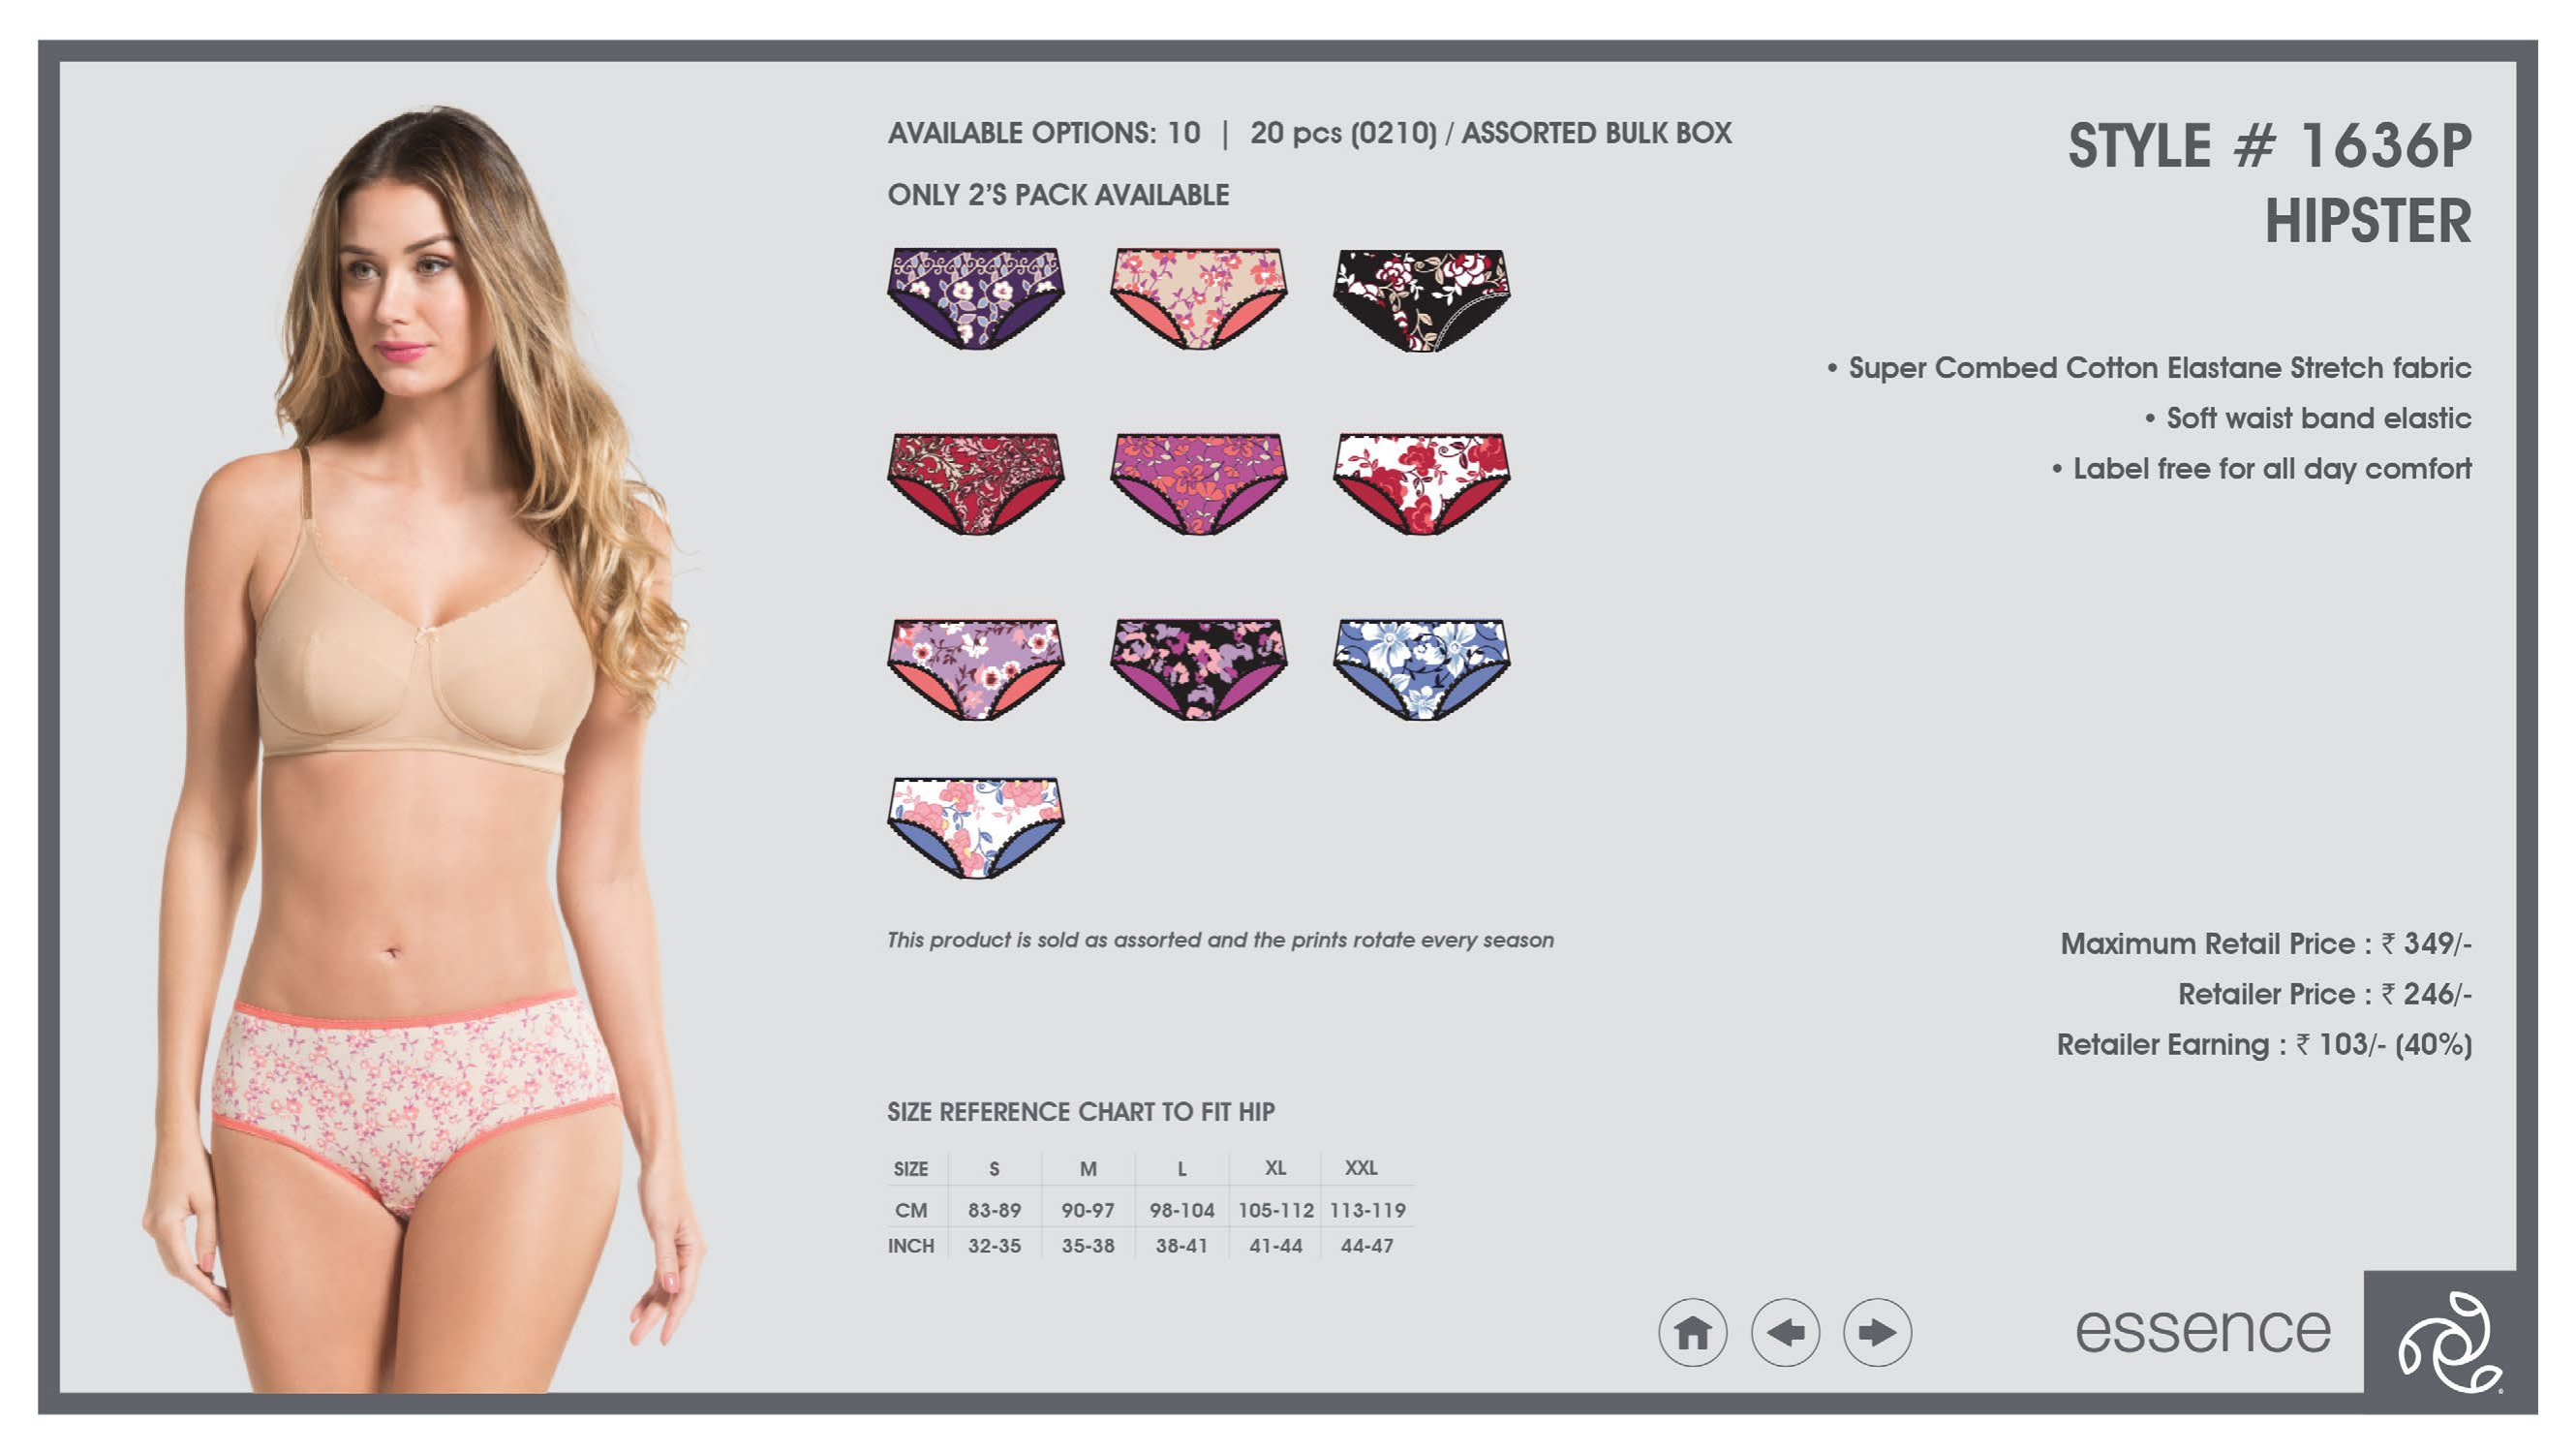 AVAILABLE OPTIONS: 10 | 20 pcs (0210) / ASSORTED BULK BOX
ONLY 2'S PACK AVAILABLE
STYLE # 1636P
HIPSTER
• Super Combed Cotton Elastane Stretch fabric
• Soft waist band elastic
• Label free for all day comfort
This product is sold as assorted and the prints rotate every season
Maximum Retail Price : ₹ 349/-
Retailer Price : ₹ 246/-
Retailer Earning : ₹ 103/- (40%)
SIZE REFERENCE CHART TO FIT HIP
SIZE S M L XL XXL
CM 83-89 90-97 98-104 105-112 113-119
INCH 32-35 35-38 38-41 41-44 44-47
essence